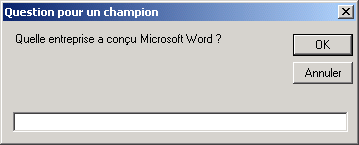 Question pour un champion
Quelle entreprise a conçu Microsoft Word ?
OK
Annuler